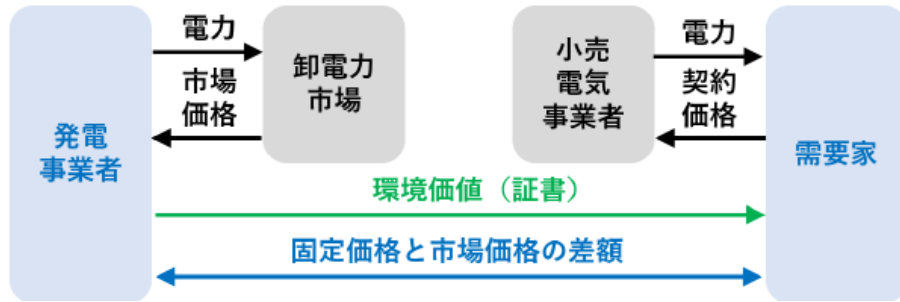 発電
事業者
電力
市場
価格
卸電力
市場
小売
電気
事業者
電力
契約
価格
需要家
環境価値（証書）
固定価格と市場価格の差額